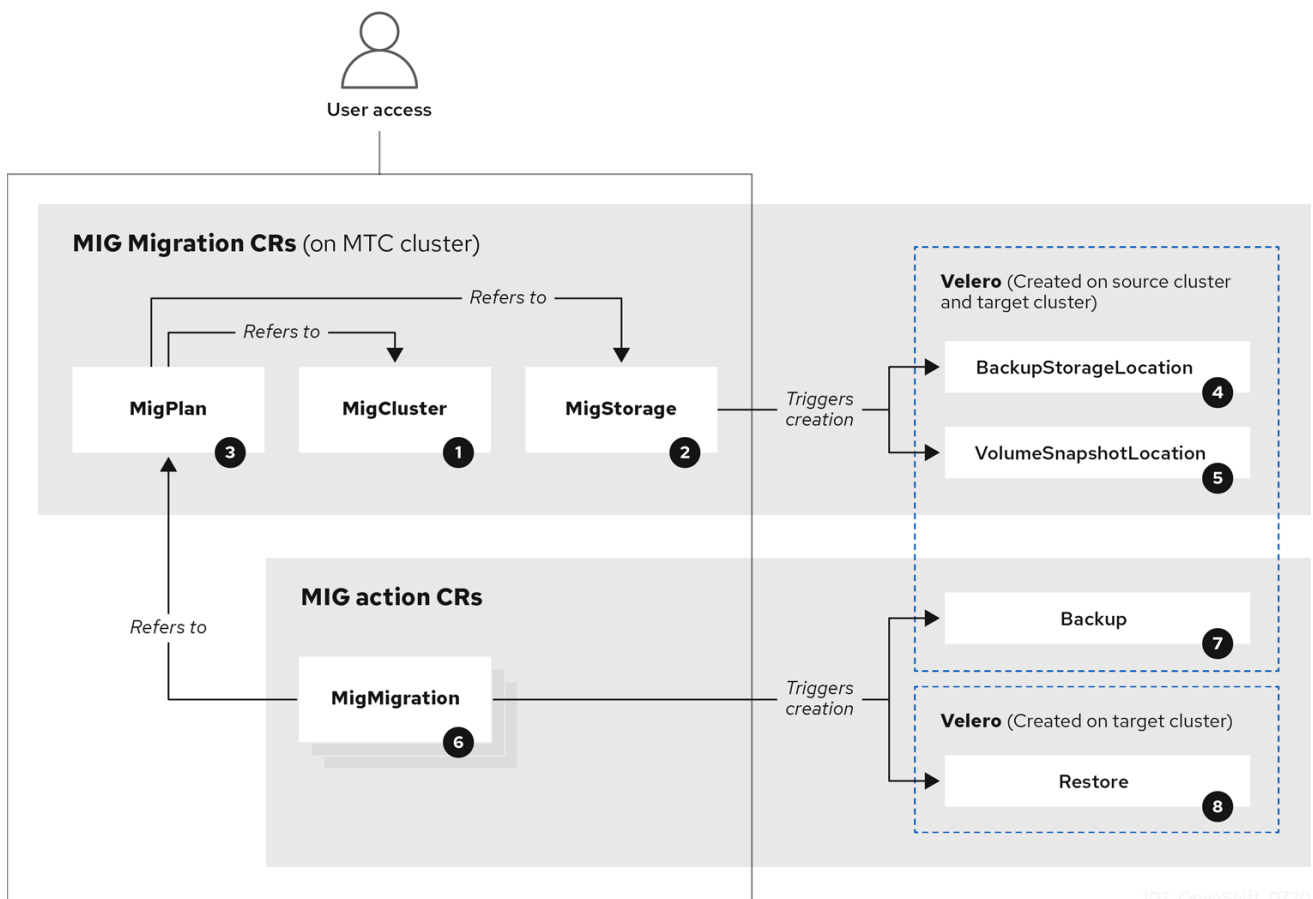 User access
MIG Migration CRs (on MTC cluster)
Velero (Created on source cluster
and target cluster)
Refers to
Refers to
MigPlan
3
MigCluster
1
MigStorage
2
Triggers
creation
BackupStorageLocation
4
VolumeSnapshotLocation
5
MIG action CRs
Refers to
MigMigration
6
Triggers
creation
Backup
7
Velero (Created on target cluster)
Restore
8